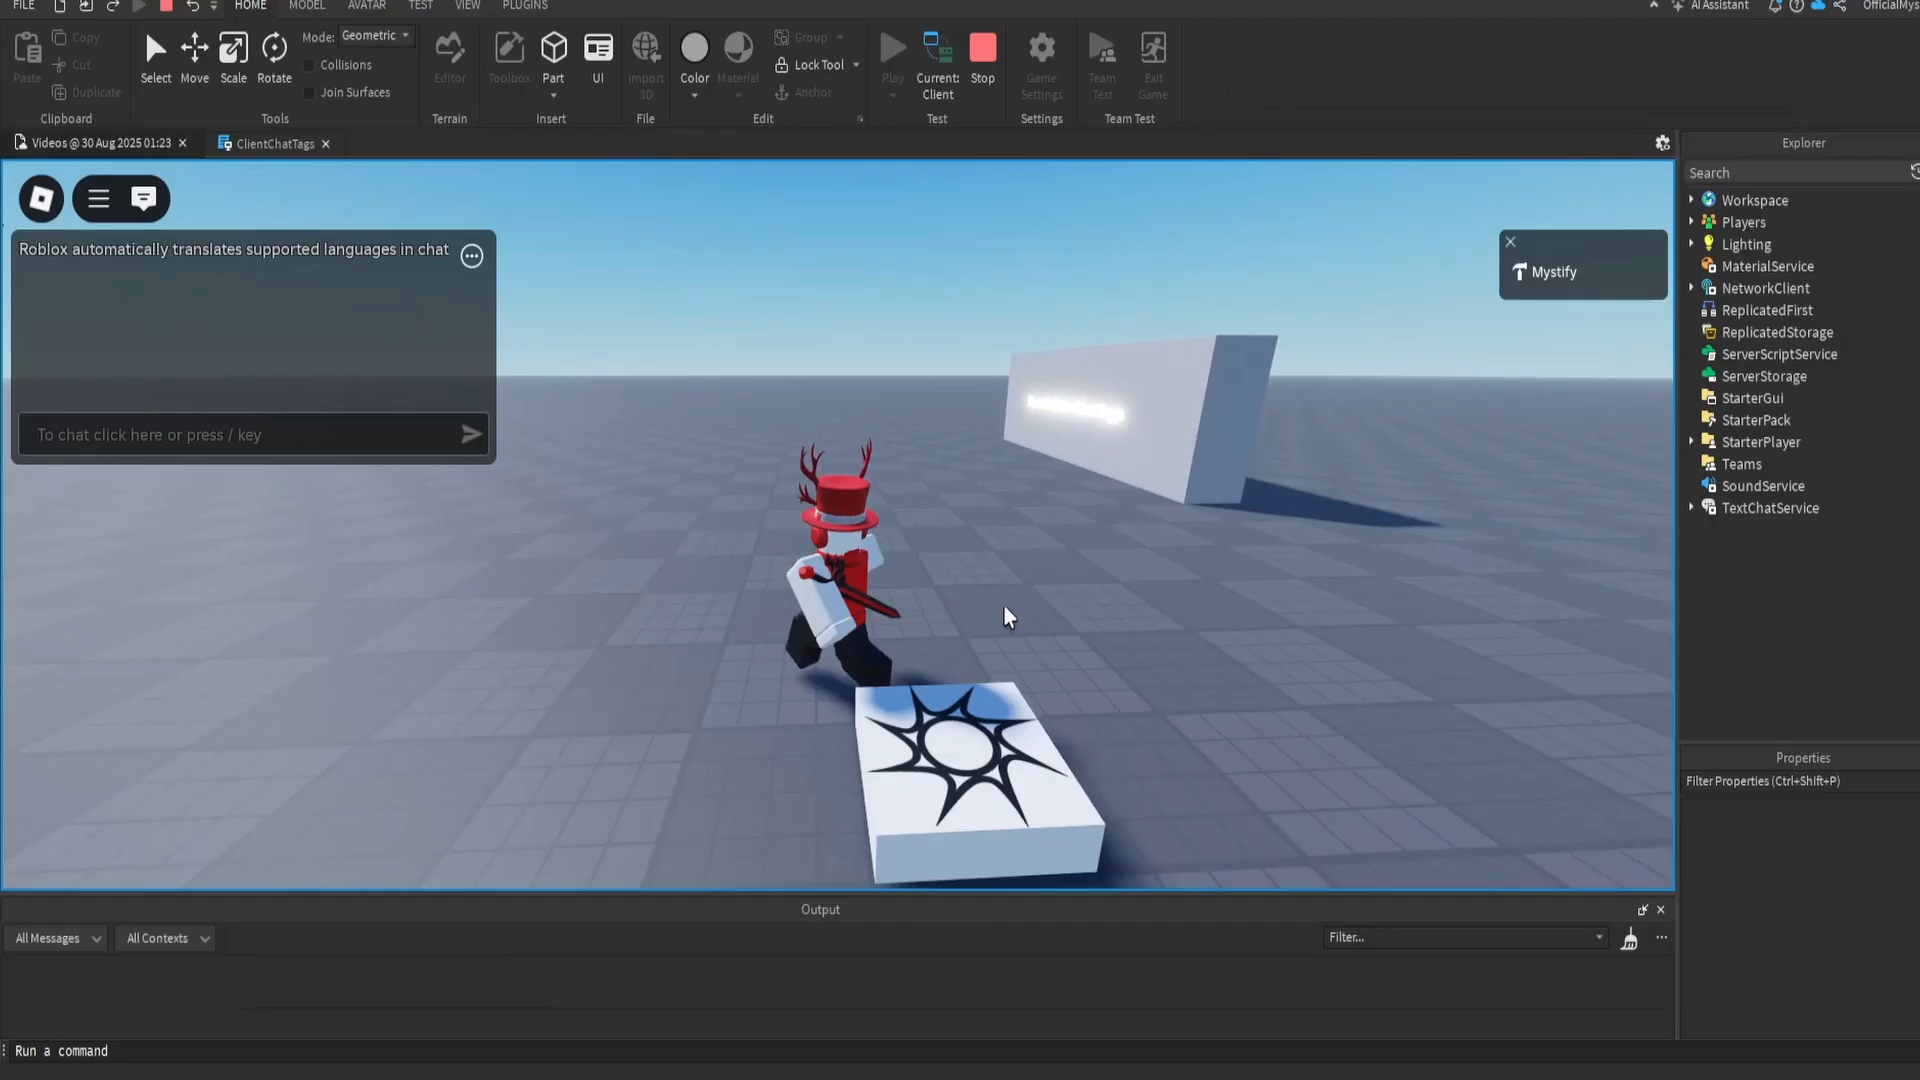 FILE HOME MODEL AVATAR TEST VIEW PLUGINS AI Assistant OfficialMys
Copy
Cut
Duplicate
Paste
Clipboard
Select Move Scale Rotate
Mode: Geometric
Collisions
Join Surfaces
Tools
Editor
Terrain
Toolbox Part UI
Insert
Import 3D
File
Color Material
Group
Lock Tool
Anchor
Edit
Play Current: Client Stop
Test
Game Settings
Settings
Team Test Exit Game
Team Test
Videos @ 30 Aug 2025 01:23
ClientChatTags
Explorer
Search
Workspace
Players
Lighting
MaterialService
NetworkClient
ReplicatedFirst
ReplicatedStorage
ServerScriptService
ServerStorage
StarterGui
StarterPack
StarterPlayer
Teams
SoundService
TextChatService
Roblox automatically translates supported languages in chat
To chat click here or press / key
Mystify
Properties
Filter Properties (Ctrl+Shift+P)
Output
All Messages All Contexts Filter...
Run a command